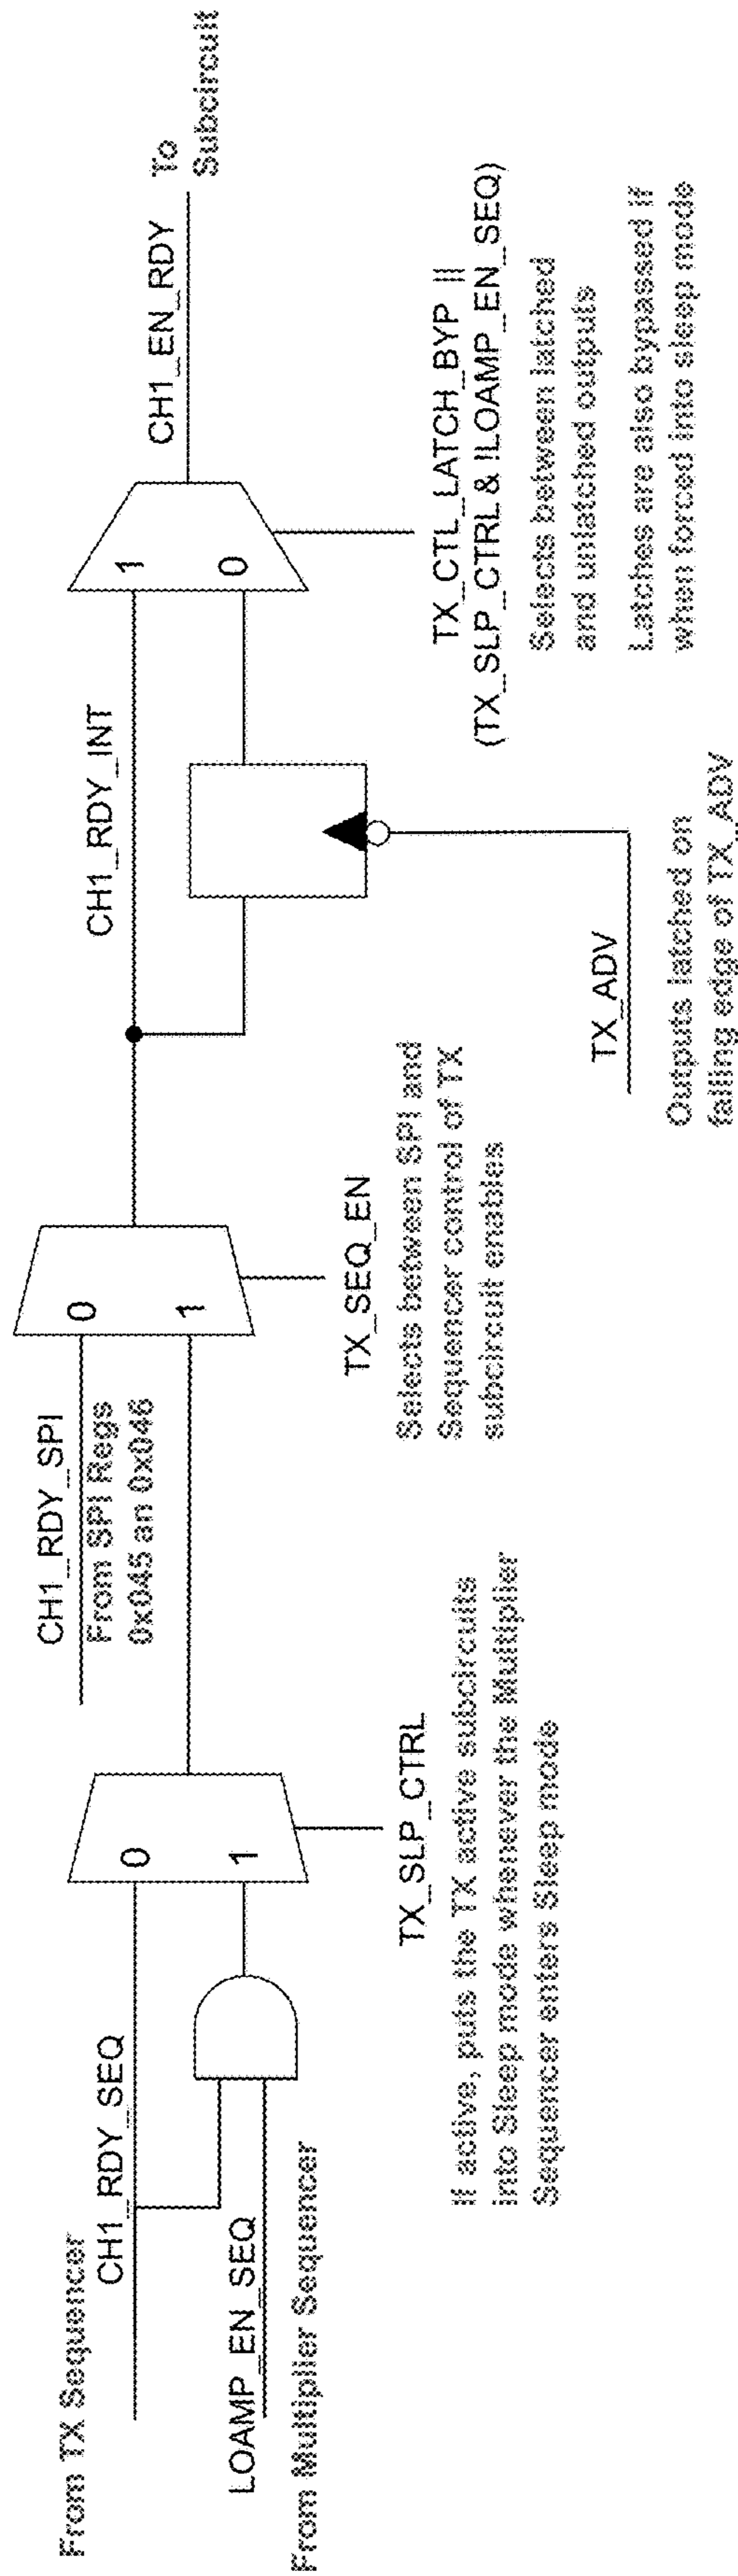 From TX Sequencer
CH1_RDY_SEQ
LOAMP_EN_SEQ
From Multiplier Sequencer
0
1
TX_SLP_CTRL
If active, puts the TX active subcircuits
into Sleep mode whenever the Multiplier
Sequencer enters Sleep mode
CH1_RDY_SPI
From SPI Regs
0x045 an 0x046
0
1
TX_SEQ_EN
Selects between SPI and
Sequencer control of TX
subcircuit enables
CH1_RDY_INT
TX_ADV
Outputs latched on
falling edge of TX_ADV
1
0
TX_CTL_LATCH_BYP ||
(TX_SLP_CTRL & !LOAMP_EN_SEQ)
Selects between latched
and unlatched outputs
Latches are also bypassed if
when forced into sleep mode
CH1_EN_RDY
To
Subcircuit